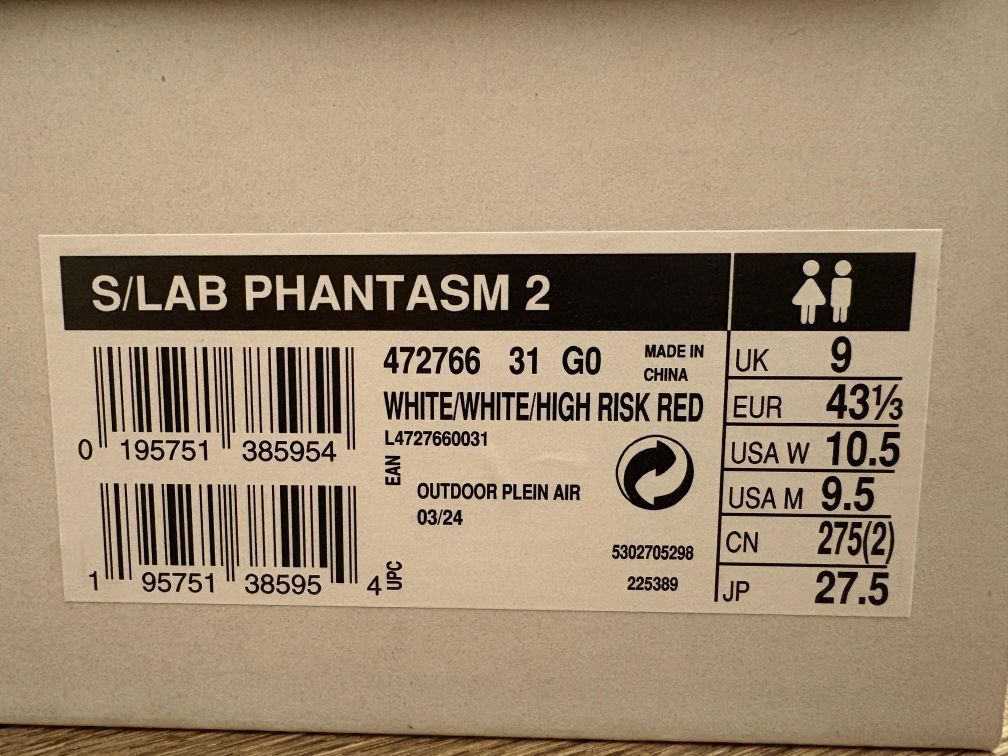 S/LAB PHANTASM 2
0 195751 385954
1 95751 38595 4
472766 31 G0
MADE IN
CHINA
WHITE/WHITE/HIGH RISK RED
L4727660031
EAN
OUTDOOR PLEIN AIR
03/24
5302705298
225389
UPC
UK 9
EUR 43⅓
USA W 10.5
USA M 9.5
CN 275(2)
JP 27.5